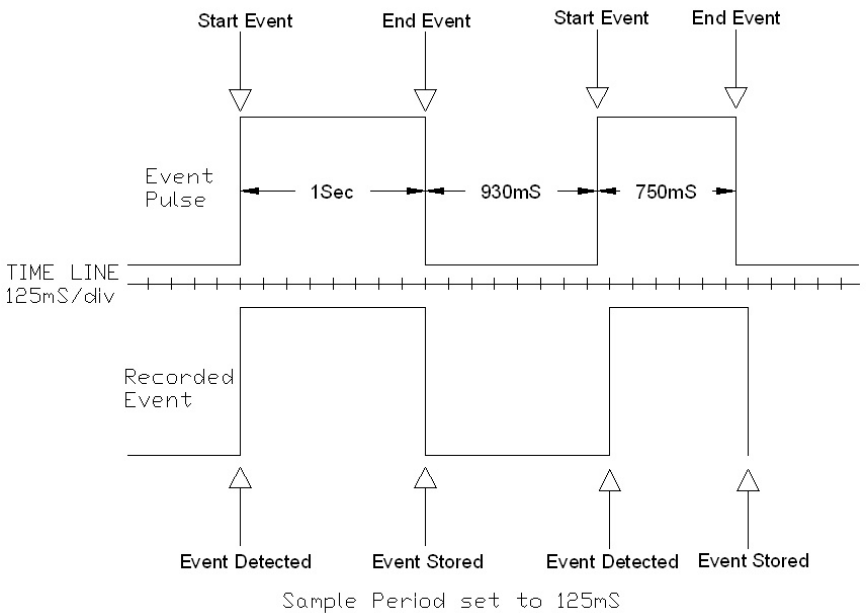 Start Event
End Event
Start Event
End Event
Event
Pulse
1Sec
930mS
750mS
TIME LINE
125mS/div
Recorded
Event
Event Detected
Event Stored
Event Detected
Event Stored
Sample Period set to 125mS